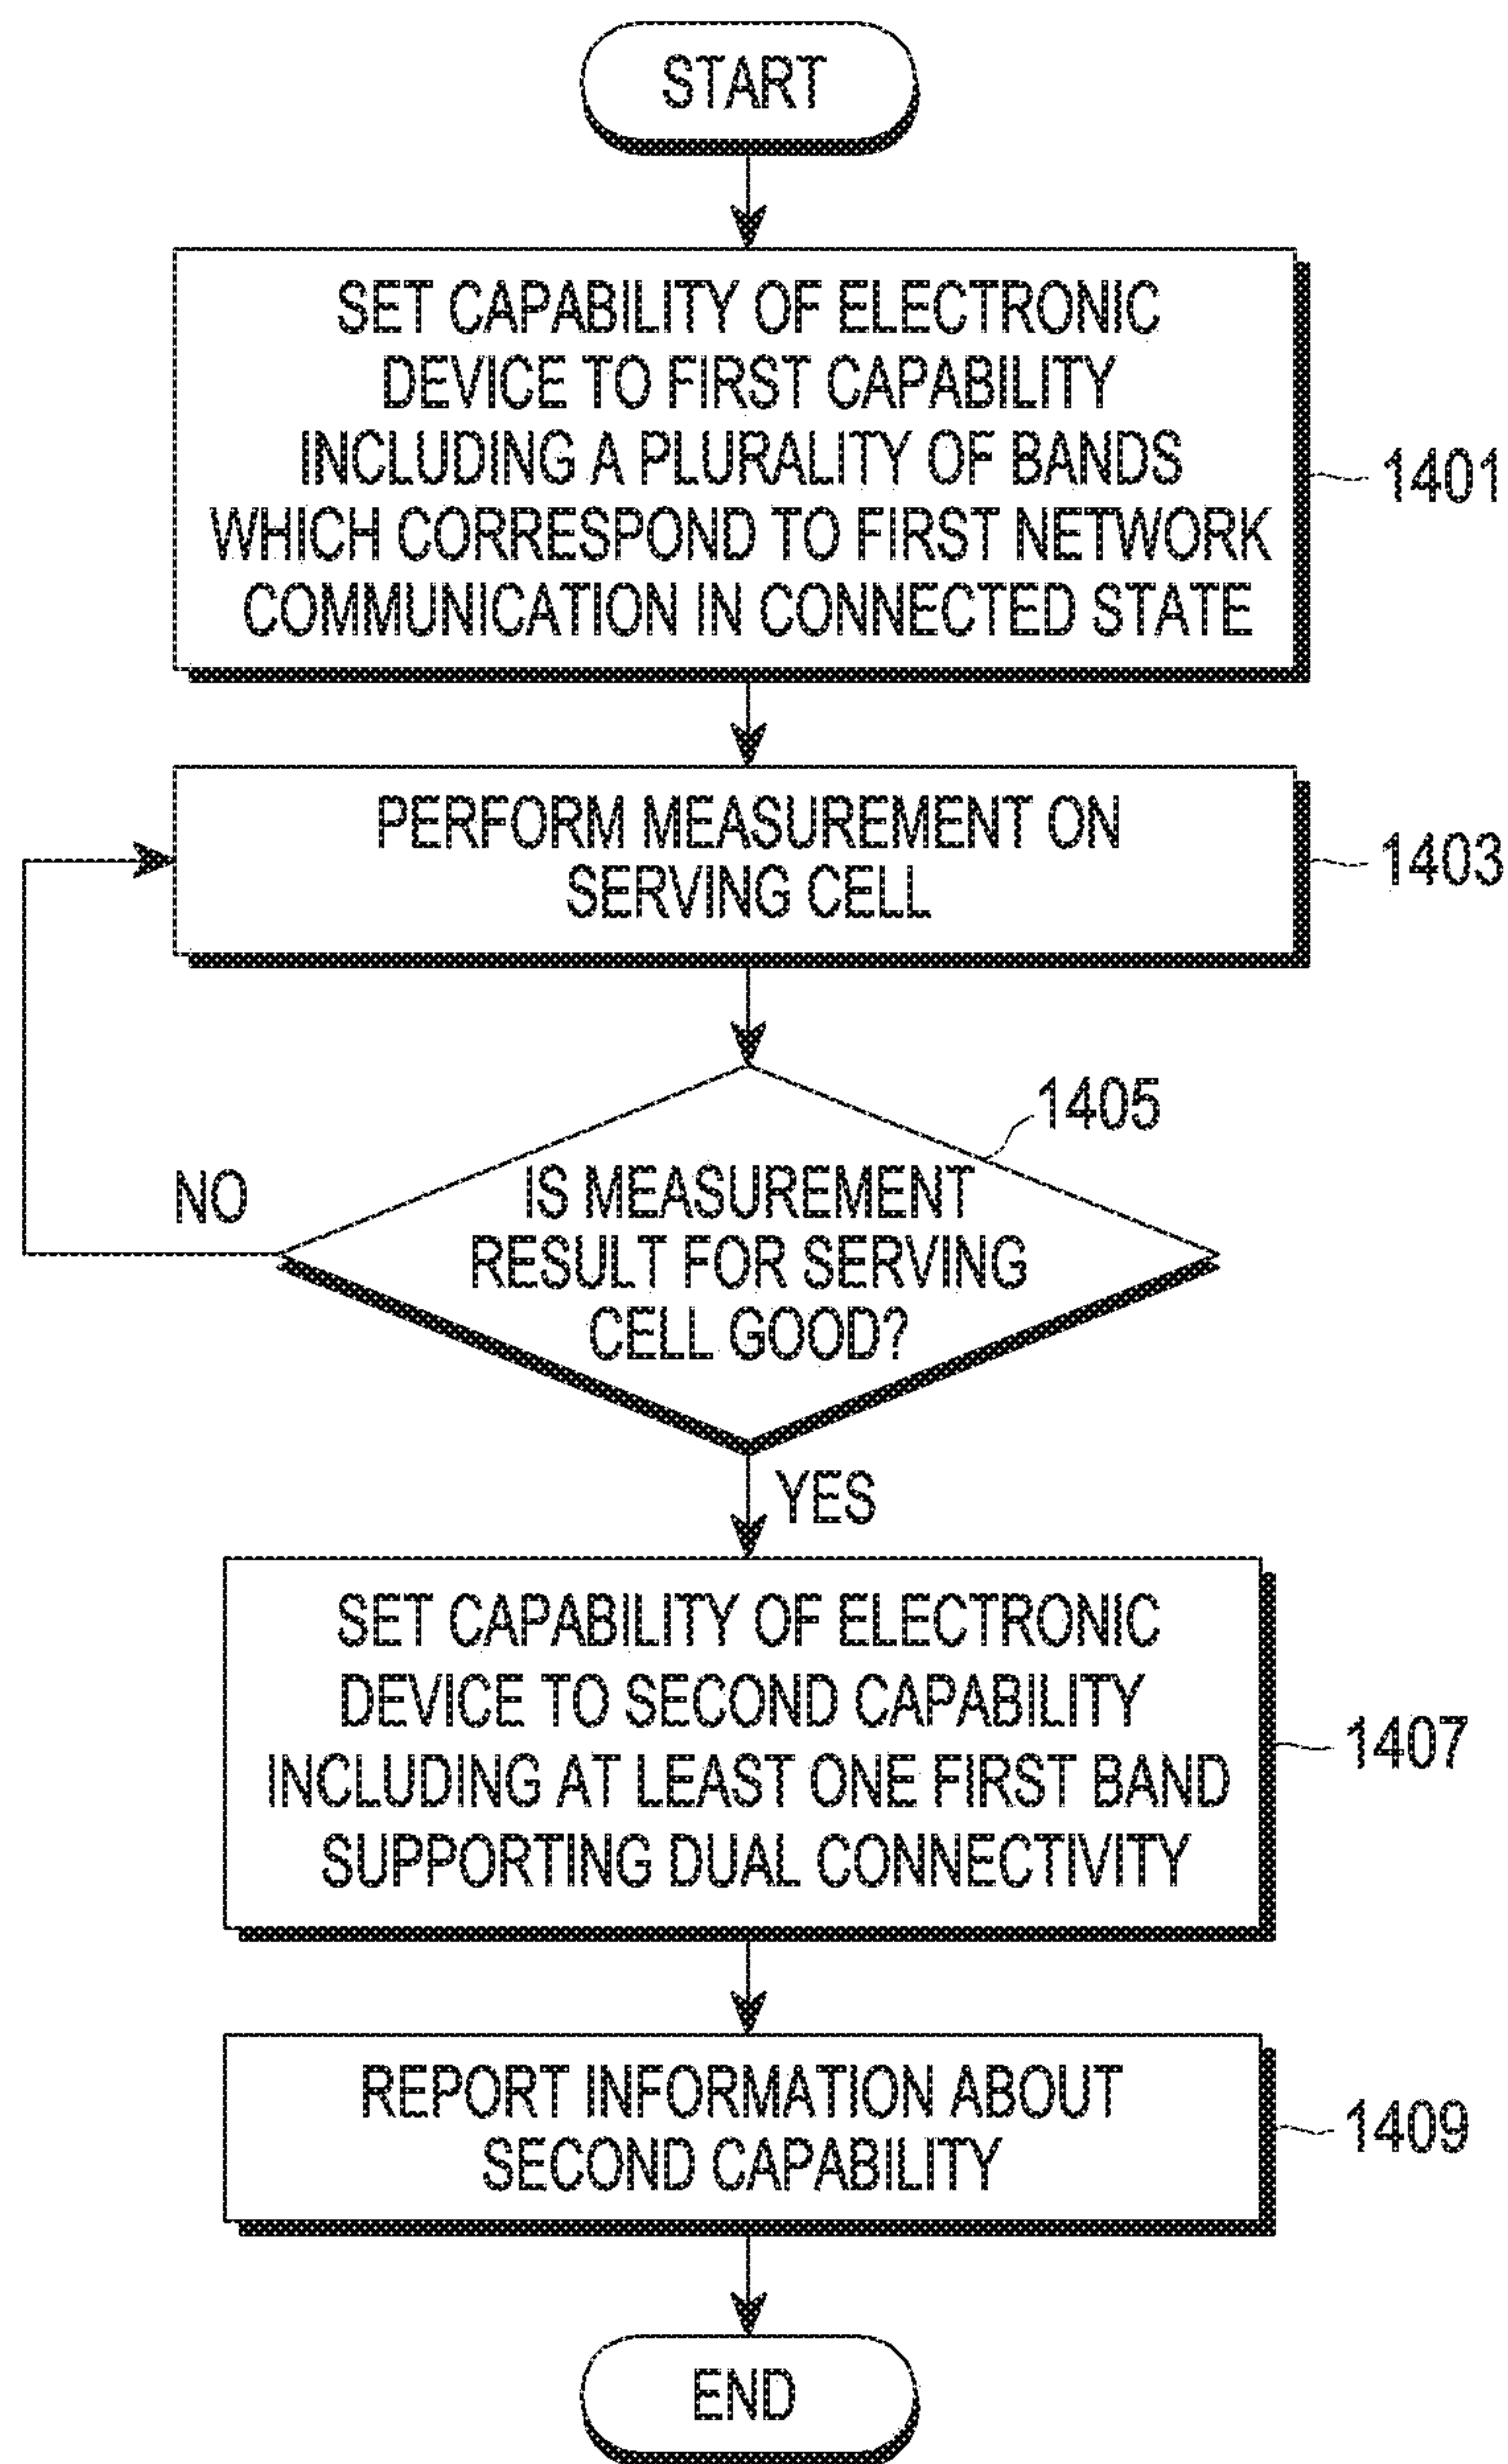 START
SET CAPABILITY OF ELECTRONIC
DEVICE TO FIRST CAPABILITY
INCLUDING A PLURALITY OF BANDS
WHICH CORRESPOND TO FIRST NETWORK
COMMUNICATION IN CONNECTED STATE
1401
PERFORM MEASUREMENT ON
SERVING CELL
1403
1405
IS MEASUREMENT
RESULT FOR SERVING
CELL GOOD?
NO
YES
SET CAPABILITY OF ELECTRONIC
DEVICE TO SECOND CAPABILITY
INCLUDING AT LEAST ONE FIRST BAND
SUPPORTING DUAL CONNECTIVITY
1407
REPORT INFORMATION ABOUT
SECOND CAPABILITY
1409
END